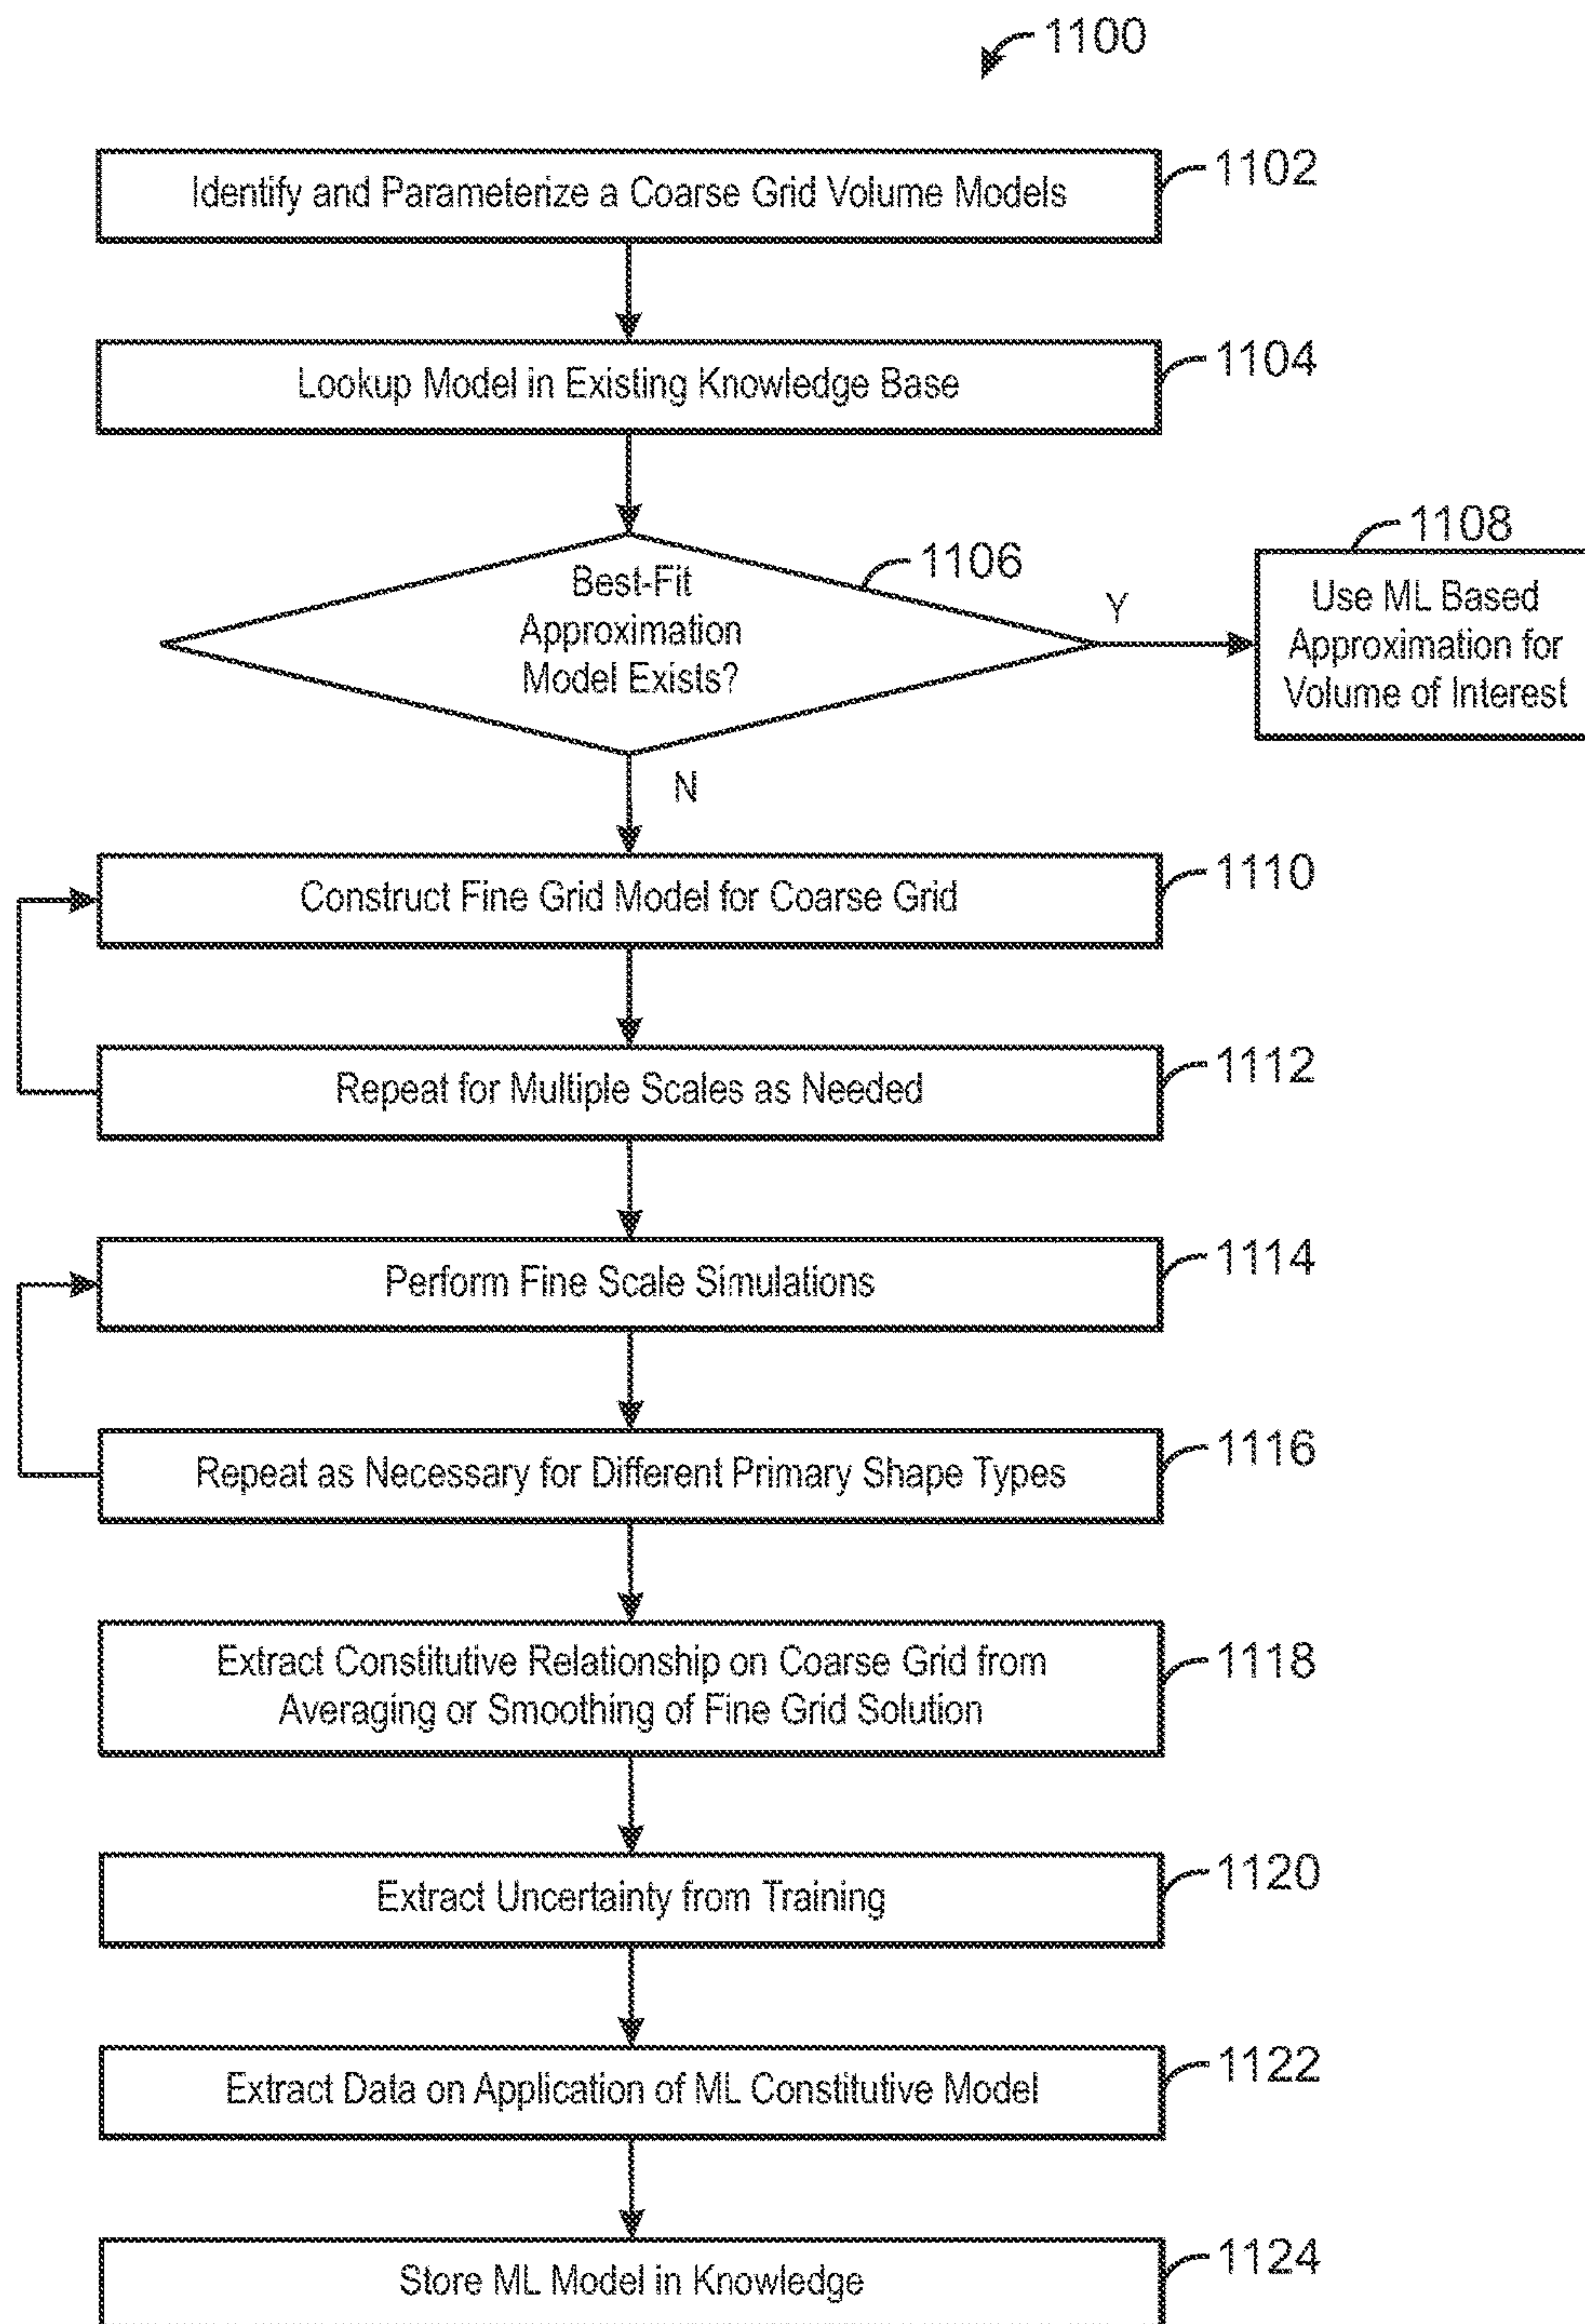 1100
Identify and Parameterize a Coarse Grid Volume Models
1102
Lookup Model in Existing Knowledge Base
1104
Best-Fit
Approximation
Model Exists?
1106
Y
1108
Use ML Based
Approximation for
Volume of Interest
N
Construct Fine Grid Model for Coarse Grid
1110
Repeat for Multiple Scales as Needed
1112
Perform Fine Scale Simulations
1114
Repeat as Necessary for Different Primary Shape Types
1116
Extract Constitutive Relationship on Coarse Grid from
Averaging or Smoothing of Fine Grid Solution
1118
Extract Uncertainty from Training
1120
Extract Data on Application of ML Constitutive Model
1122
Store ML Model in Knowledge
1124